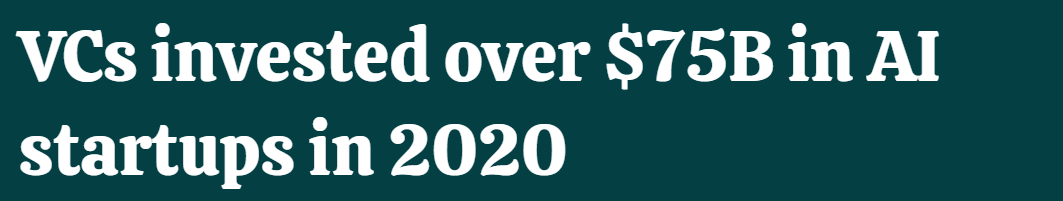 VCs invested over $75B in AI
startups in 2020